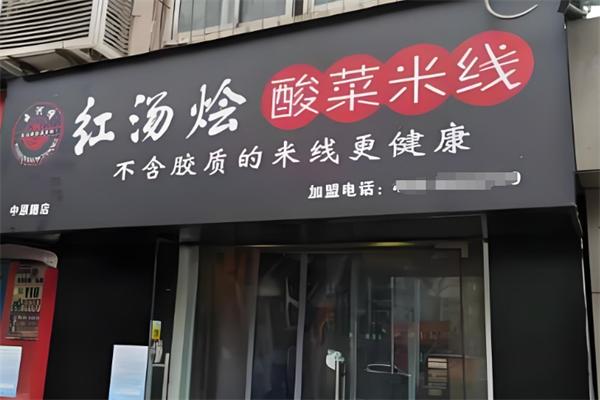 红汤烩 酸菜米线
不含胶质的米线更健康
加盟电话：
中原路店